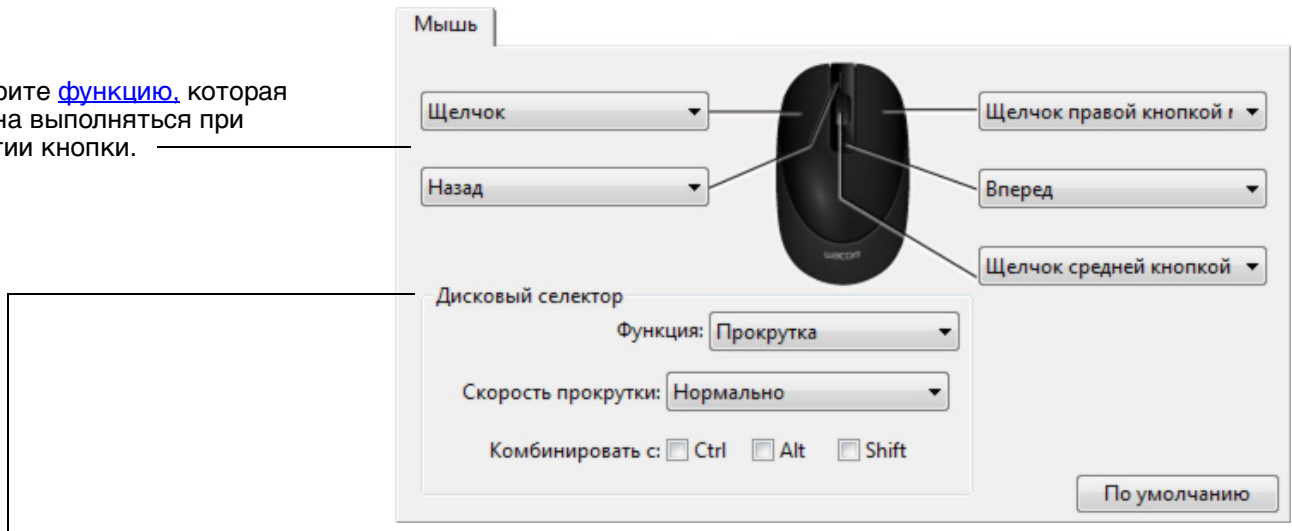 Мышь
рите функцию, которая
на выполняться при
тии кнопки.
Щелчок
Щелчок правой кнопкой
Назад
Вперед
wacom
Щелчок средней кнопкой
Дисковый селектор
Функция: Прокрутка
Скорость прокрутки: Нормально
Комбинировать с: Ctrl Alt Shift
По умолчанию